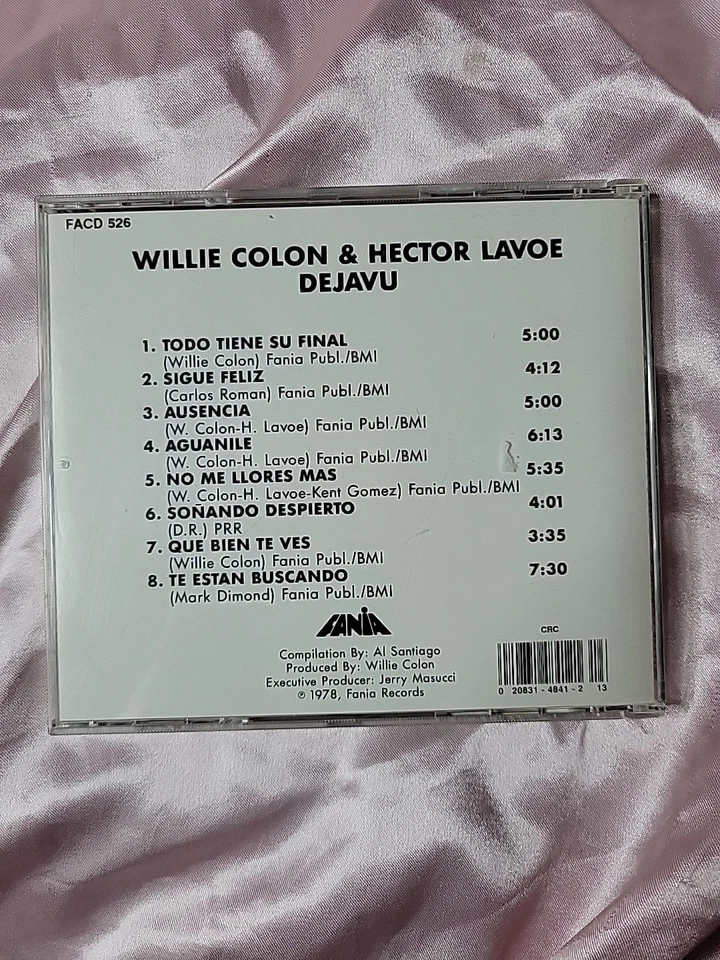 FACD 526
WILLIE COLON & HECTOR LAVOE
DEJAVU
1. TODO TIENE SU FINAL 5:00
(Willie Colon) Fania Publ./BMI
2. SIGUE FELIZ 4:12
(Carlos Roman) Fania Publ./BMI
3. AUSENCIA 5:00
(W. Colon-H. Lavoe) Fania Publ./BMI
4. AGUANILE 6:13
(W. Colon-H. Lavoe) Fania Publ./BMI
5. NO ME LLORES MAS 5:35
(W. Colon-H. Lavoe-Kent Gomez) Fania Publ./BMI
6. SOÑANDO DESPIERTO 4:01
(D.R.) PRR
7. QUE BIEN TE VES 3:35
(Willie Colon) Fania Publ./BMI
8. TE ESTAN BUSCANDO 7:30
(Mark Dimond) Fania Publ./BMI
FANIA
Compilation By: Al Santiago
Produced By: Willie Colon
Executive Producer: Jerry Masucci
℗ 1978, Fania Records
CRC
0 20831-4841-2 13